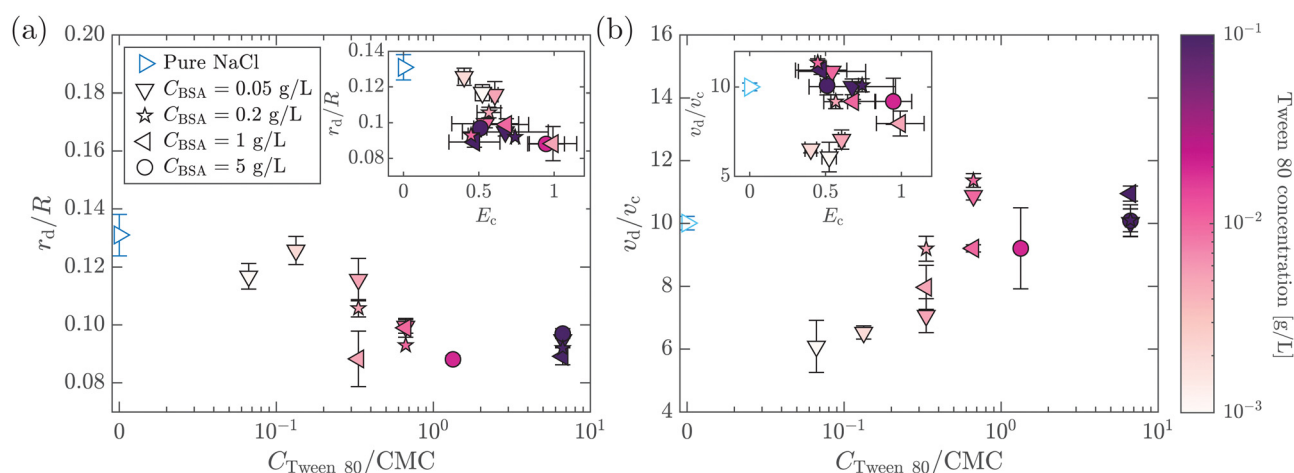 (a)
0.20
0.18
0.16
0.14
0.12
0.10
0.08
r_d/R
Pure NaCl
C_BSA = 0.05 g/L
C_BSA = 0.2 g/L
C_BSA = 1 g/L
C_BSA = 5 g/L
0.14
0.12
0.1
0.08
r_d/R
0 0.5 1
E_c
0 10^−1 10^0 10^1
C_Tween 80/CMC
(b)
16
14
12
10
8
6
4
v_d/v_c
10
5
v_d/v_c
0 0.5 1
E_c
0 10^−1 10^0 10^1
C_Tween 80/CMC
10^−1
10^−2
10^−3
Tween 80 concentration [g/L]